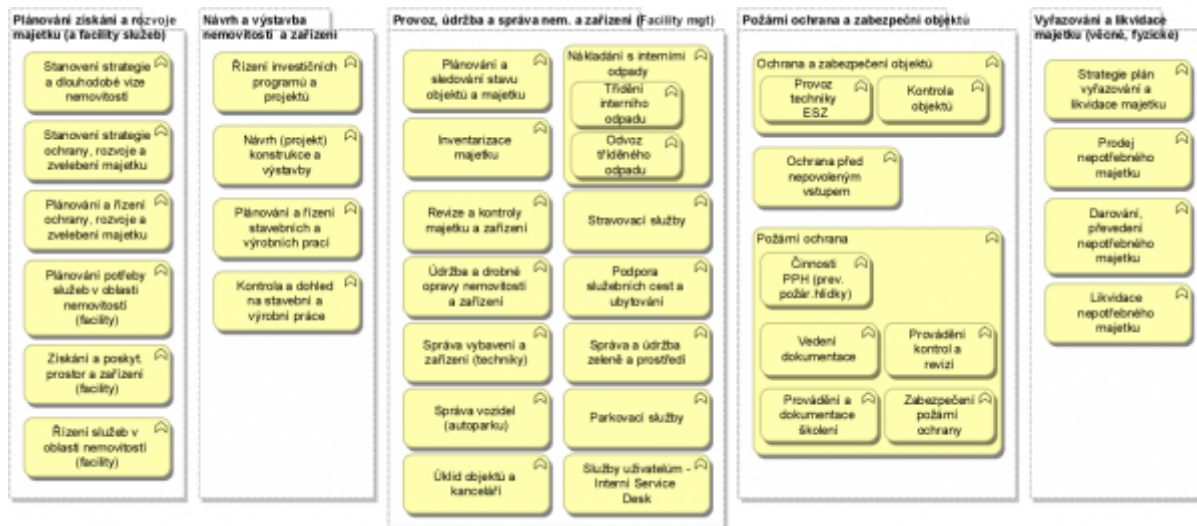 Plánování získání a rozvoje
majetku (a facility služeb)
Stanovení strategie
a dlouhodobé vize
nemovitostí
Stanovení strategie
ochrany, rozvoje a
zvelebení majetku
Plánování a řízení
ochrany, rozvoje a
zvelebení majetku
Plánování potřeby
služeb v oblasti
nemovitostí
(facility)
Získání a poskyt.
prostor a zařízení
(facility)
Řízení služeb v
oblasti nemovitostí
(facility)
Návrh a výstavba
nemovitostí a zařízení
Řízení investičních
programů a
projektů
Návrh (projekt)
konstrukce a
výstavby
Plánování a řízení
stavebních a
výrobních prací
Kontrola a dohled
na stavební a
výrobní práce
Provoz, údržba a správa nem. a zařízení (Facility mgt)
Plánování a
sledování stavu
objektů a majetku
Inventarizace
majetku
Revize a kontroly
majetku a zařízení
Údržba a drobné
opravy nemovitostí
a zařízení
Správa vybavení a
zařízení (techniky)
Správa vozidel
(autoparku)
Úklid objektů a
kanceláří
Nákládání s interními
odpady
Třídění
interního
odpadu
Odvoz
tříděného
odpadu
Stravovací služby
Podpora
služebních cest a
ubytování
Správa a údržba
zeleně a prostředí
Parkovací služby
Služby uživatelům -
Interní Service
Desk
Požární ochrana a zabezpeční objektů
Ochrana a zabezpečení objektů
Provoz
techniky
ESZ
Kontrola
objektů
Ochrana před
nepovoleným
vstupem
Požární ochrana
Činnosti
PPH (prev.
požár.hlídky)
Vedení
dokumentace
Provádění
kontrol a
revizí
Provádění a
dokumentace
školení
Zabezpečení
požární
ochrany
Vyřazování a likvidace
majetku (věcné, fyzické)
Strategie plán
vyřazování a
likvidace majetku
Prodej
nepotřebného
majetku
Darování,
převedení
nepotřebného
majetku
Likvidace
nepotřebného
majetku